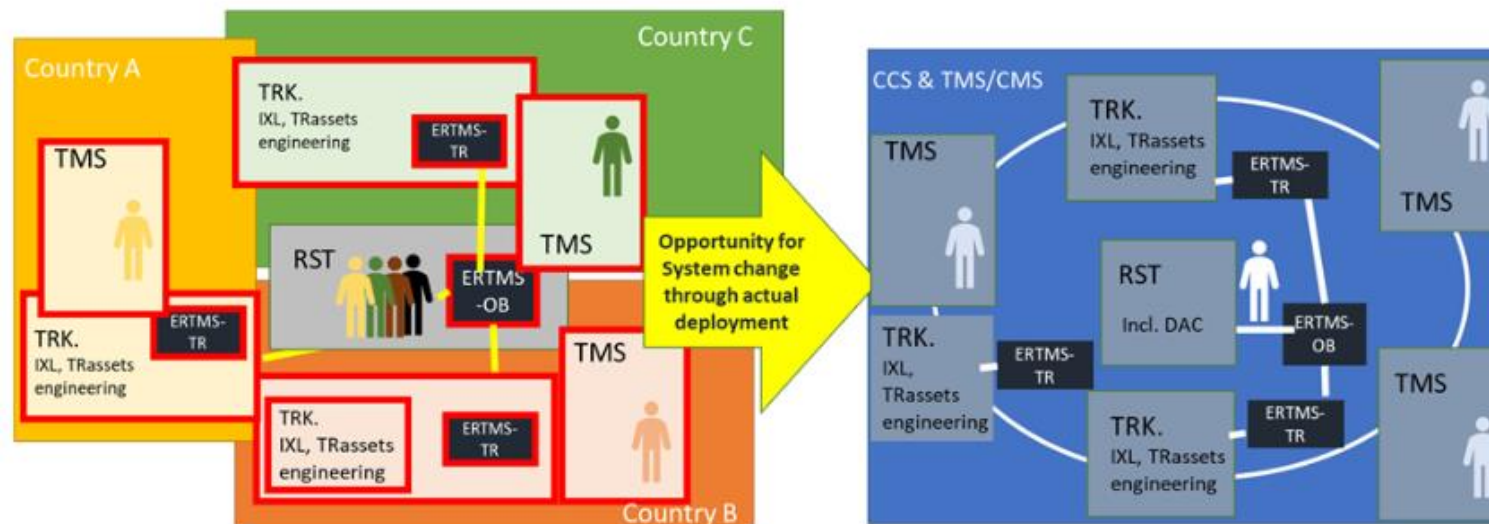 Country A
Country C
TRK.
IXL, TRassets
engineering
ERTMS-
TR
TMS
TMS
RST
ERTMS
-OB
TRK.
IXL, TRassets
engineering
ERTMS-
TR
TMS
TRK.
IXL, TRassets
engineering
ERTMS-
TR
Country B
Opportunity for
System change
through actual
deployment
CCS & TMS/CMS
TMS
TRK.
IXL, TRassets
engineering
ERTMS-
TR
TMS
RST
Incl. DAC
ERTMS-
OB
TRK.
IXL,
TRassets
engineering
ERTMS-
TR
TRK.
IXL, TRassets
engineering
ERTMS-
TR
TMS